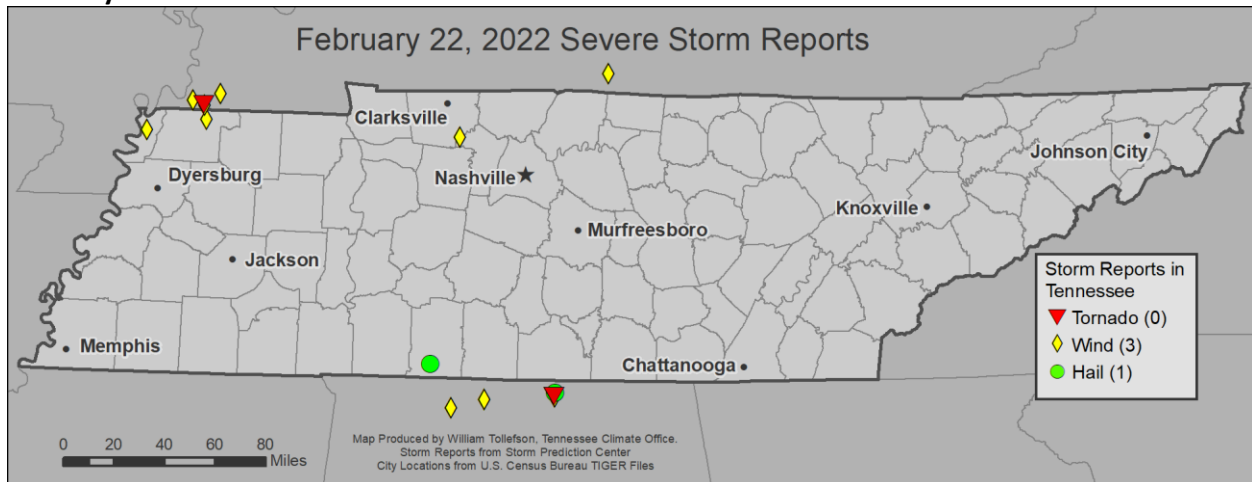 February 22, 2022 Severe Storm Reports
Clarksville
Johnson City
Dyersburg
Nashville
Knoxville
Murfreesboro
Jackson
Storm Reports in
Tennessee
Tornado (0)
Wind (3)
Hail (1)
Memphis
Chattanooga
0 20 40 60 80
Miles
Map Produced by William Tollefson, Tennessee Climate Office.
Storm Reports from Storm Prediction Center
City Locations from U.S. Census Bureau TIGER Files